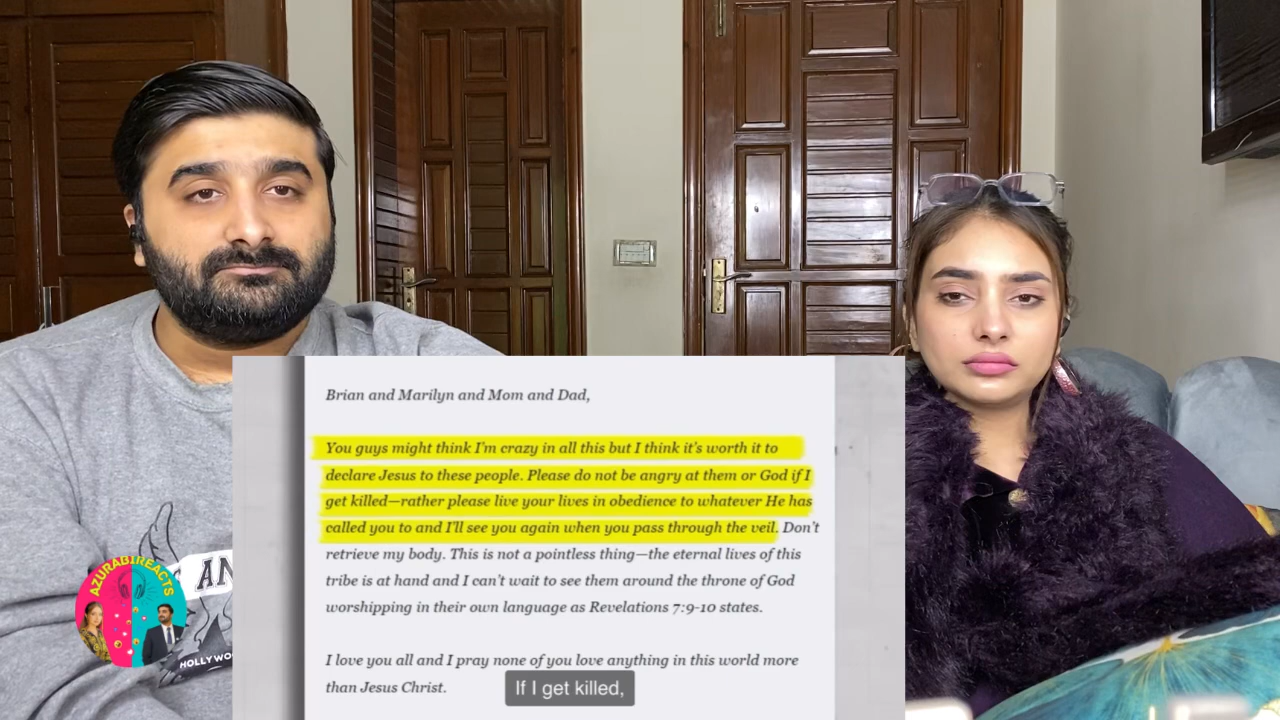 Brian and Marilyn and Mom and Dad,
You guys might think I'm crazy in all this but I think it's worth it to
declare Jesus to these people. Please do not be angry at them or God if I
get killed—rather please live your lives in obedience to whatever He has
called you to and I'll see you again when you pass through the veil. Don't
retrieve my body. This is not a pointless thing—the eternal lives of this
tribe is at hand and I can't wait to see them around the throne of God
worshipping in their own language as Revelations 7:9-10 states.
I love you all and I pray none of you love anything in this world more
than Jesus Christ.
If I get killed,
AZURABIREACTS
AN
HOLLYWO